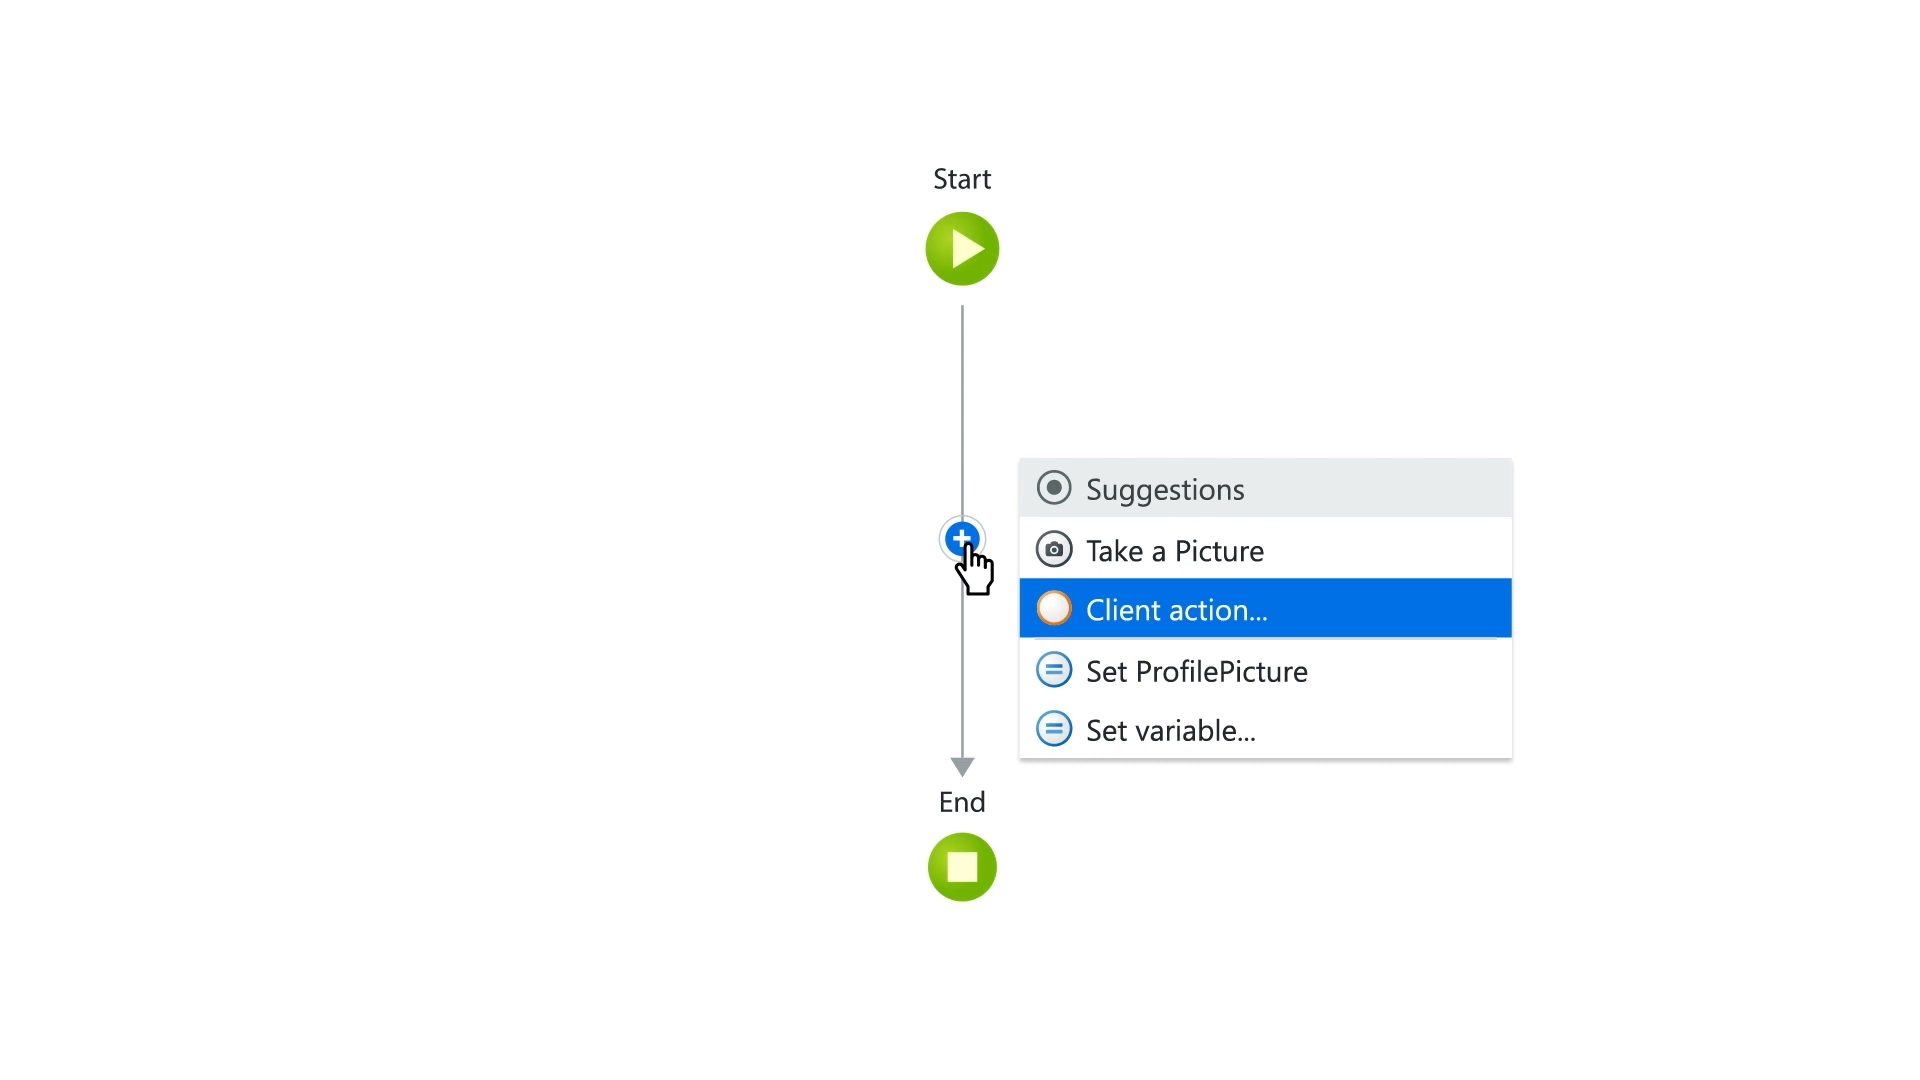 Start
Suggestions
Take a Picture
Client action...
Set ProfilePicture
Set variable...
End